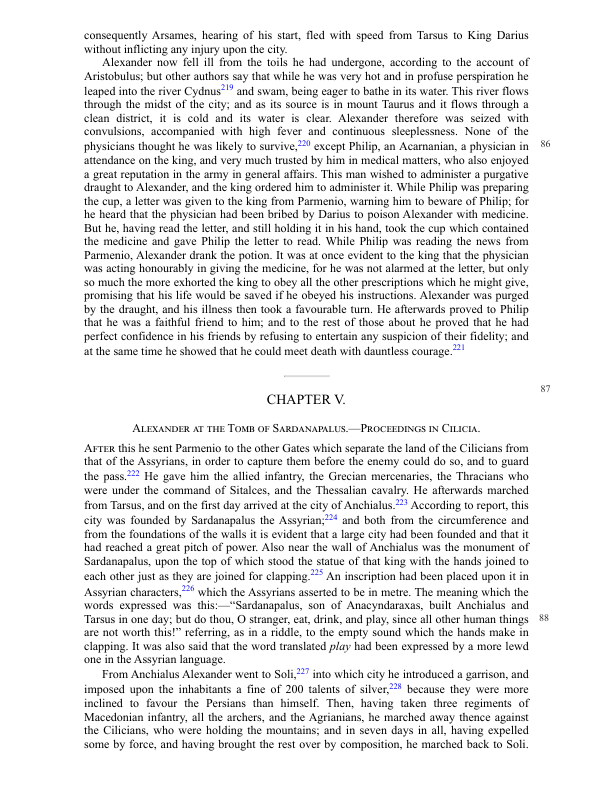 consequently Arsames, hearing of his start, fled with speed from Tarsus to King Darius
without inflicting any injury upon the city.
Alexander now fell ill from the toils he had undergone, according to the account of
Aristobulus; but other authors say that while he was very hot and in profuse perspiration he
leaped into the river Cydnus219 and swam, being eager to bathe in its water. This river flows
through the midst of the city; and as its source is in mount Taurus and it flows through a
clean district, it is cold and its water is clear. Alexander therefore was seized with
convulsions, accompanied with high fever and continuous sleeplessness. None of the
physicians thought he was likely to survive,220 except Philip, an Acarnanian, a physician in 86
attendance on the king, and very much trusted by him in medical matters, who also enjoyed
a great reputation in the army in general affairs. This man wished to administer a purgative
draught to Alexander, and the king ordered him to administer it. While Philip was preparing
the cup, a letter was given to the king from Parmenio, warning him to beware of Philip; for
he heard that the physician had been bribed by Darius to poison Alexander with medicine.
But he, having read the letter, and still holding it in his hand, took the cup which contained
the medicine and gave Philip the letter to read. While Philip was reading the news from
Parmenio, Alexander drank the potion. It was at once evident to the king that the physician
was acting honourably in giving the medicine, for he was not alarmed at the letter, but only
so much the more exhorted the king to obey all the other prescriptions which he might give,
promising that his life would be saved if he obeyed his instructions. Alexander was purged
by the draught, and his illness then took a favourable turn. He afterwards proved to Philip
that he was a faithful friend to him; and to the rest of those about he proved that he had
perfect confidence in his friends by refusing to entertain any suspicion of their fidelity; and
at the same time he showed that he could meet death with dauntless courage.221
87
CHAPTER V.
Alexander at the Tomb of Sardanapalus.—Proceedings in Cilicia.
After this he sent Parmenio to the other Gates which separate the land of the Cilicians from
that of the Assyrians, in order to capture them before the enemy could do so, and to guard
the pass.222 He gave him the allied infantry, the Grecian mercenaries, the Thracians who
were under the command of Sitalces, and the Thessalian cavalry. He afterwards marched
from Tarsus, and on the first day arrived at the city of Anchialus.223 According to report, this
city was founded by Sardanapalus the Assyrian;224 and both from the circumference and
from the foundations of the walls it is evident that a large city had been founded and that it
had reached a great pitch of power. Also near the wall of Anchialus was the monument of
Sardanapalus, upon the top of which stood the statue of that king with the hands joined to
each other just as they are joined for clapping.225 An inscription had been placed upon it in
Assyrian characters,226 which the Assyrians asserted to be in metre. The meaning which the
words expressed was this:—“Sardanapalus, son of Anacyndaraxas, built Anchialus and
Tarsus in one day; but do thou, O stranger, eat, drink, and play, since all other human things 88
are not worth this!” referring, as in a riddle, to the empty sound which the hands make in
clapping. It was also said that the word translated play had been expressed by a more lewd
one in the Assyrian language.
From Anchialus Alexander went to Soli,227 into which city he introduced a garrison, and
imposed upon the inhabitants a fine of 200 talents of silver,228 because they were more
inclined to favour the Persians than himself. Then, having taken three regiments of
Macedonian infantry, all the archers, and the Agrianians, he marched away thence against
the Cilicians, who were holding the mountains; and in seven days in all, having expelled
some by force, and having brought the rest over by composition, he marched back to Soli.